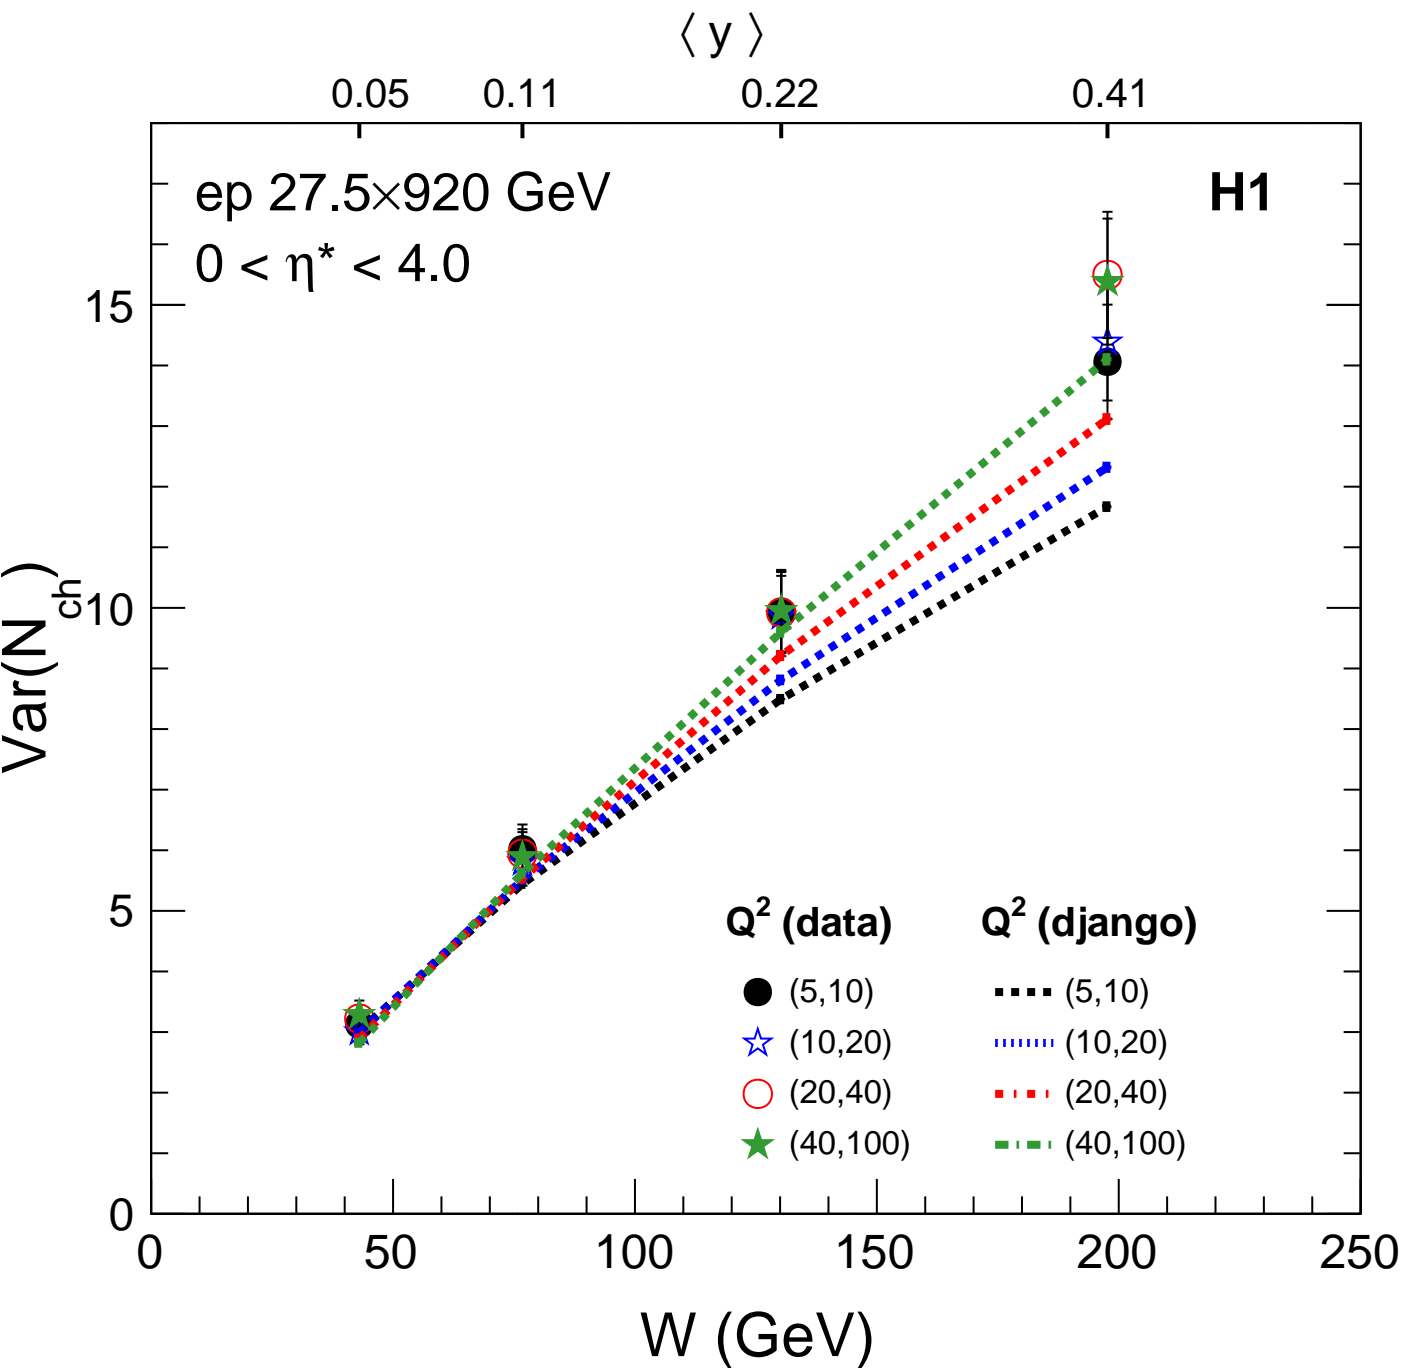 ⟨ y ⟩
0.05 0.11 0.22 0.41
ep 27.5×920 GeV
H1
0 < η* < 4.0
15
10
5
0
Var(N_ch)
Q² (data) Q² (django)
(5,10) (5,10)
(10,20) (10,20)
(20,40) (20,40)
(40,100) (40,100)
0 50 100 150 200 250
W (GeV)